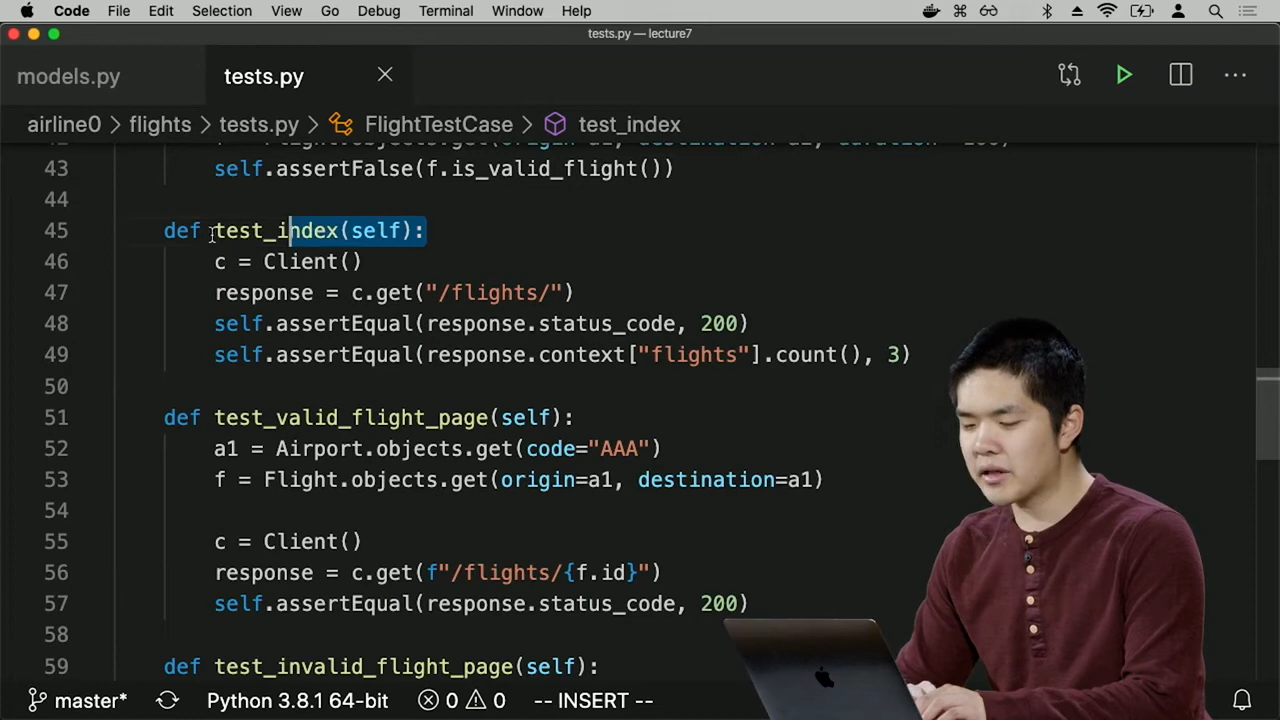 Code File Edit Selection View Go Debug Terminal Window Help
tests.py — lecture7
models.py tests.py
airline0 > flights > tests.py > FlightTestCase > test_index
43 self.assertFalse(f.is_valid_flight())
44
45 def test_index(self):
46 c = Client()
47 response = c.get("/flights/")
48 self.assertEqual(response.status_code, 200)
49 self.assertEqual(response.context["flights"].count(), 3)
50
51 def test_valid_flight_page(self):
52 a1 = Airport.objects.get(code="AAA")
53 f = Flight.objects.get(origin=a1, destination=a1)
54
55 c = Client()
56 response = c.get(f"/flights/{f.id}")
57 self.assertEqual(response.status_code, 200)
58
59 def test_invalid_flight_page(self):
master* Python 3.8.1 64-bit 0 0 -- INSERT --